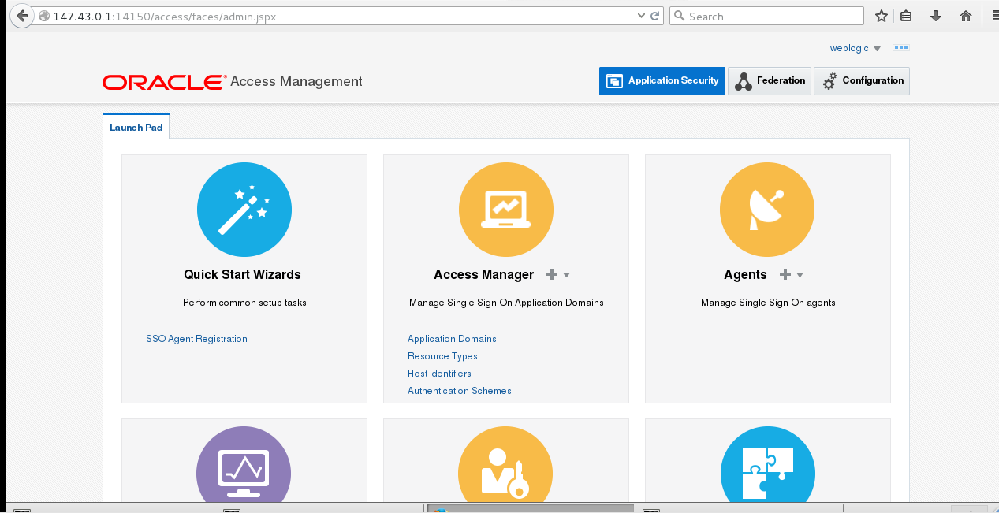 147.43.0.1:14150/access/faces/admin.jspx
Search
weblogic
ORACLE® Access Management
Application Security
Federation
Configuration
Launch Pad
Quick Start Wizards
Perform common setup tasks
SSO Agent Registration
Access Manager
Manage Single Sign-On Application Domains
Application Domains
Resource Types
Host Identifiers
Authentication Schemes
Agents
Manage Single Sign-On agents